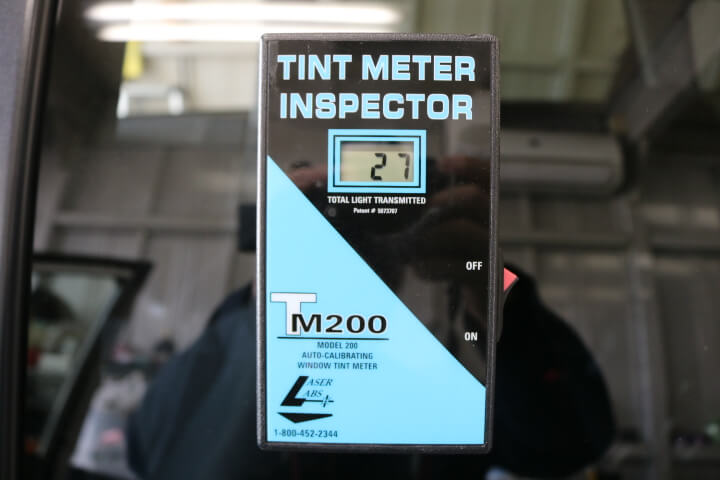 TINT METER
INSPECTOR
27
TOTAL LIGHT TRANSMITTED
Patent # 5073707
OFF
ON
TM200
MODEL 200
AUTO-CALIBRATING
WINDOW TINT METER
LASER
LABS
1-800-452-2344